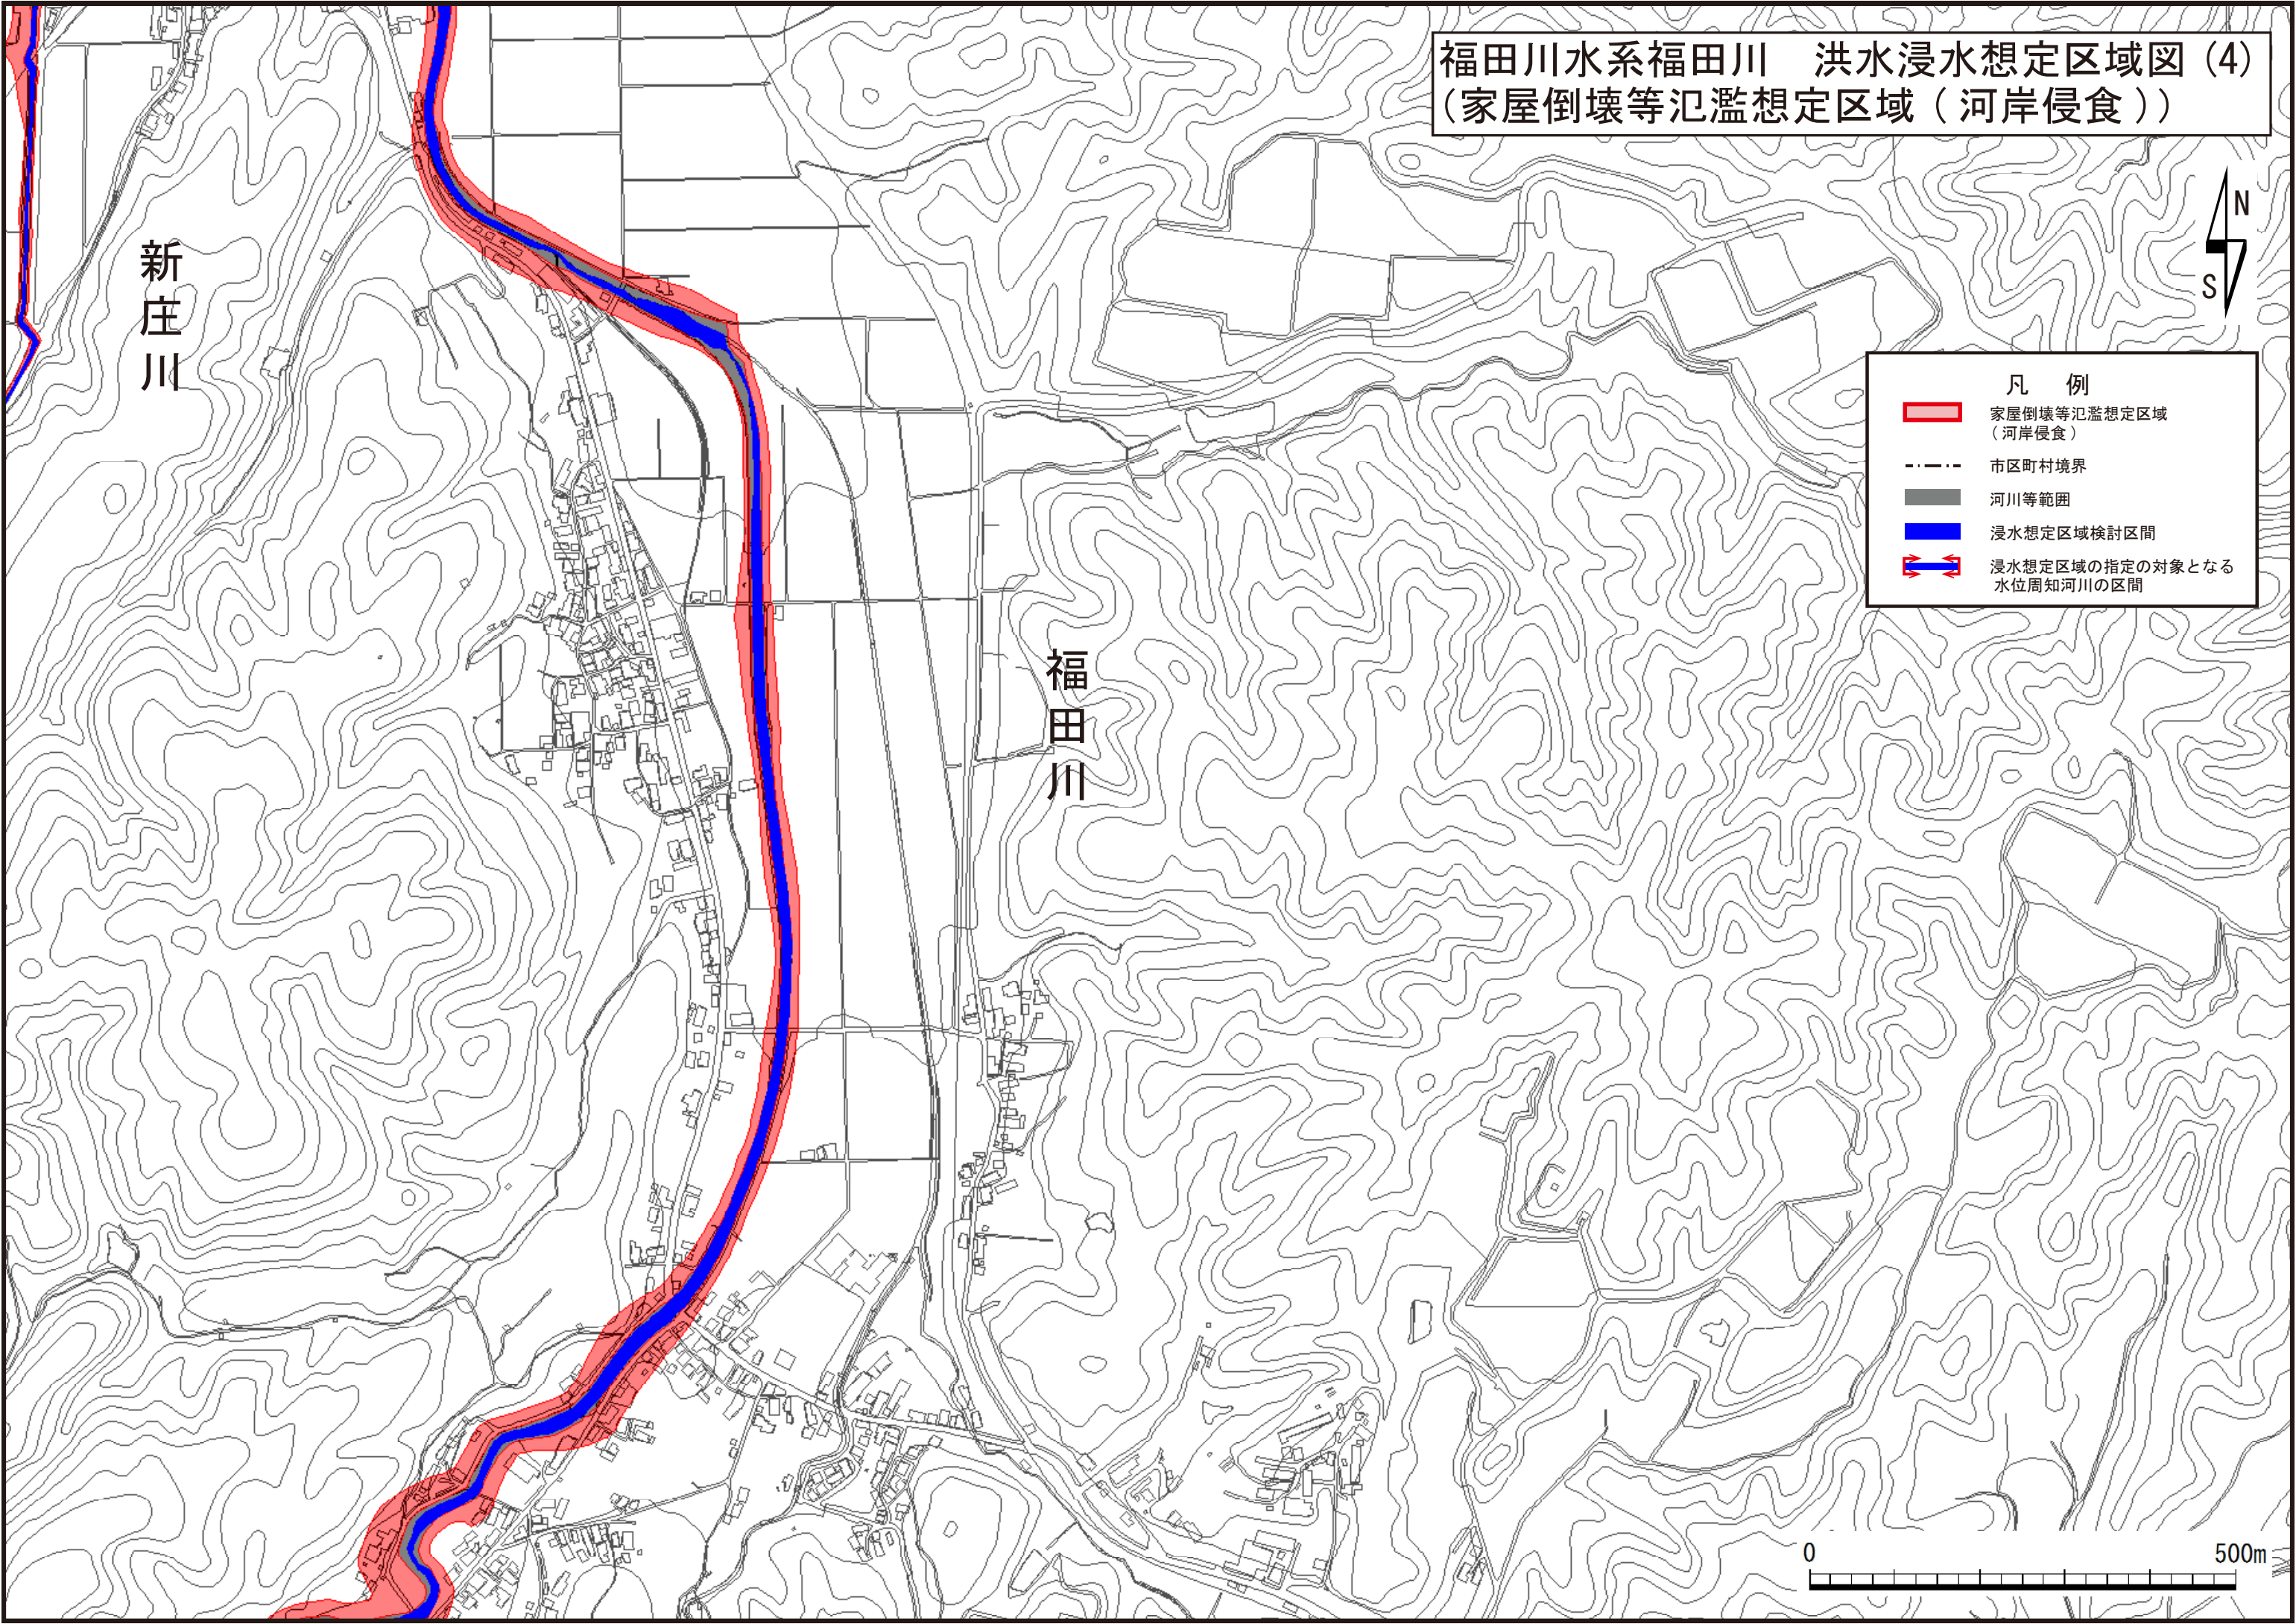 福田川水系福田川　洪水浸水想定区域図 (4)
(家屋倒壊等氾濫想定区域 ( 河岸侵食 ) )
N
S
新庄川
凡　例
家屋倒壊等氾濫想定区域
( 河岸侵食 )
市区町村境界
河川等範囲
浸水想定区域検討区間
浸水想定区域の指定の対象となる
水位周知河川の区間
福田川
0 500m